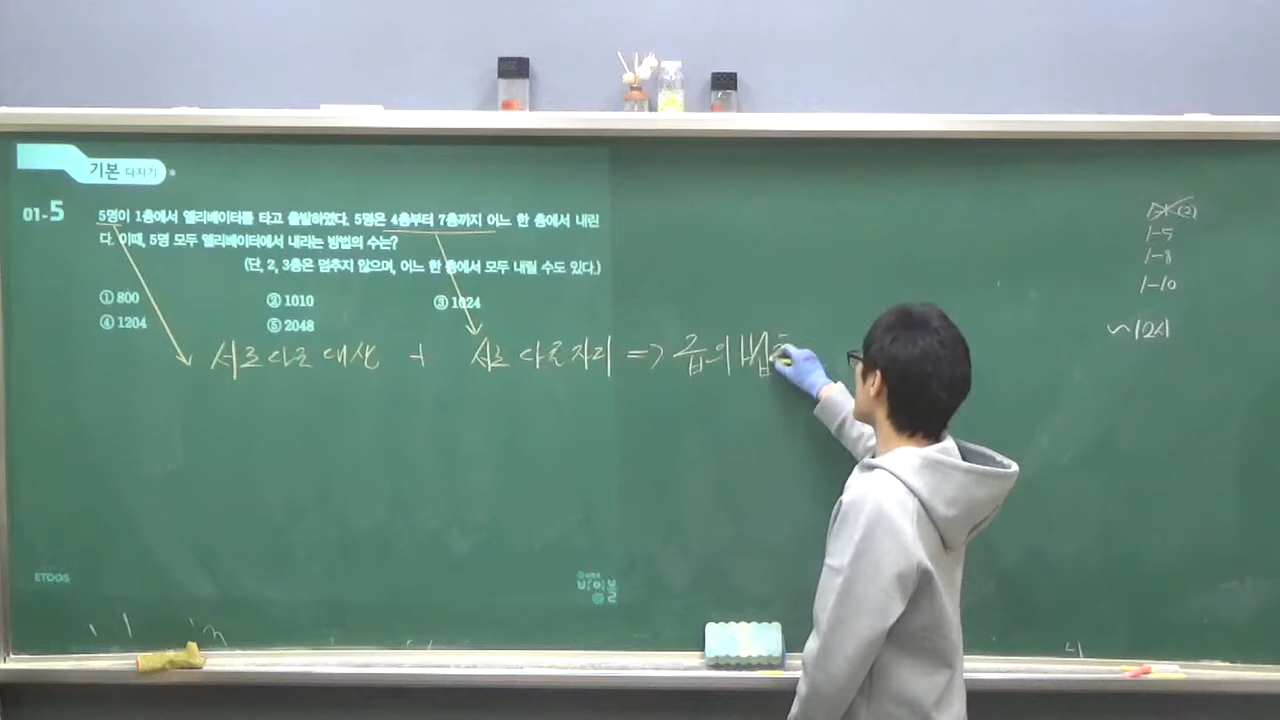 기본 다지기
01-5
5명이 1층에서 엘리베이터를 타고 출발하였다. 5명은 4층부터 7층까지 어느 한 층에서 내린
다. 이때, 5명 모두 엘리베이터에서 내리는 방법의 수는?
(단, 2, 3층은 멈추지 않으며, 어느 한 층에서 모두 내릴 수도 있다.)
① 800 ② 1010 ③ 1024
④ 1204 ⑤ 2048
서로다른 대상 + 서로 다른 자리 => 곱의 법
1-5
1-8
1-10
~12시
ETOOS